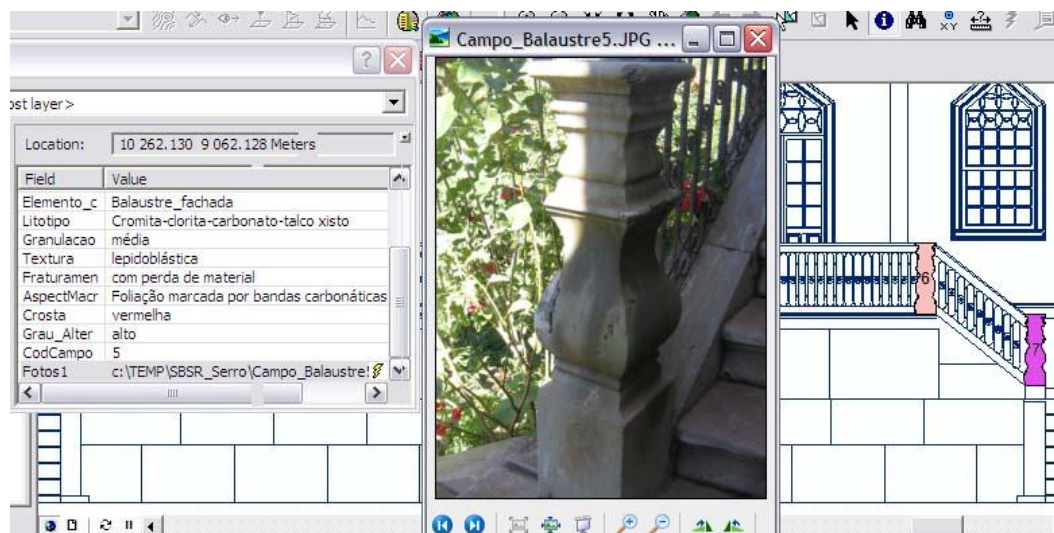 Campo_Balaustre5.JPG ...
ost layer>
Location: 10 262.130 9 062.128 Meters
Field Value
Elemento_c Balaustre_fachada
Litotipo Cromita-clorita-carbonato-talco xisto
Granulacao média
Textura lepidoblástica
Fraturamen com perda de material
AspectMacr Foliação marcada por bandas carbonáticas
Crosta vermelha
Grau_Alter alto
CodCampo 5
Fotos1 c:\TEMP\SBSR_Serro\Campo_Balaustre!
XY
6
7